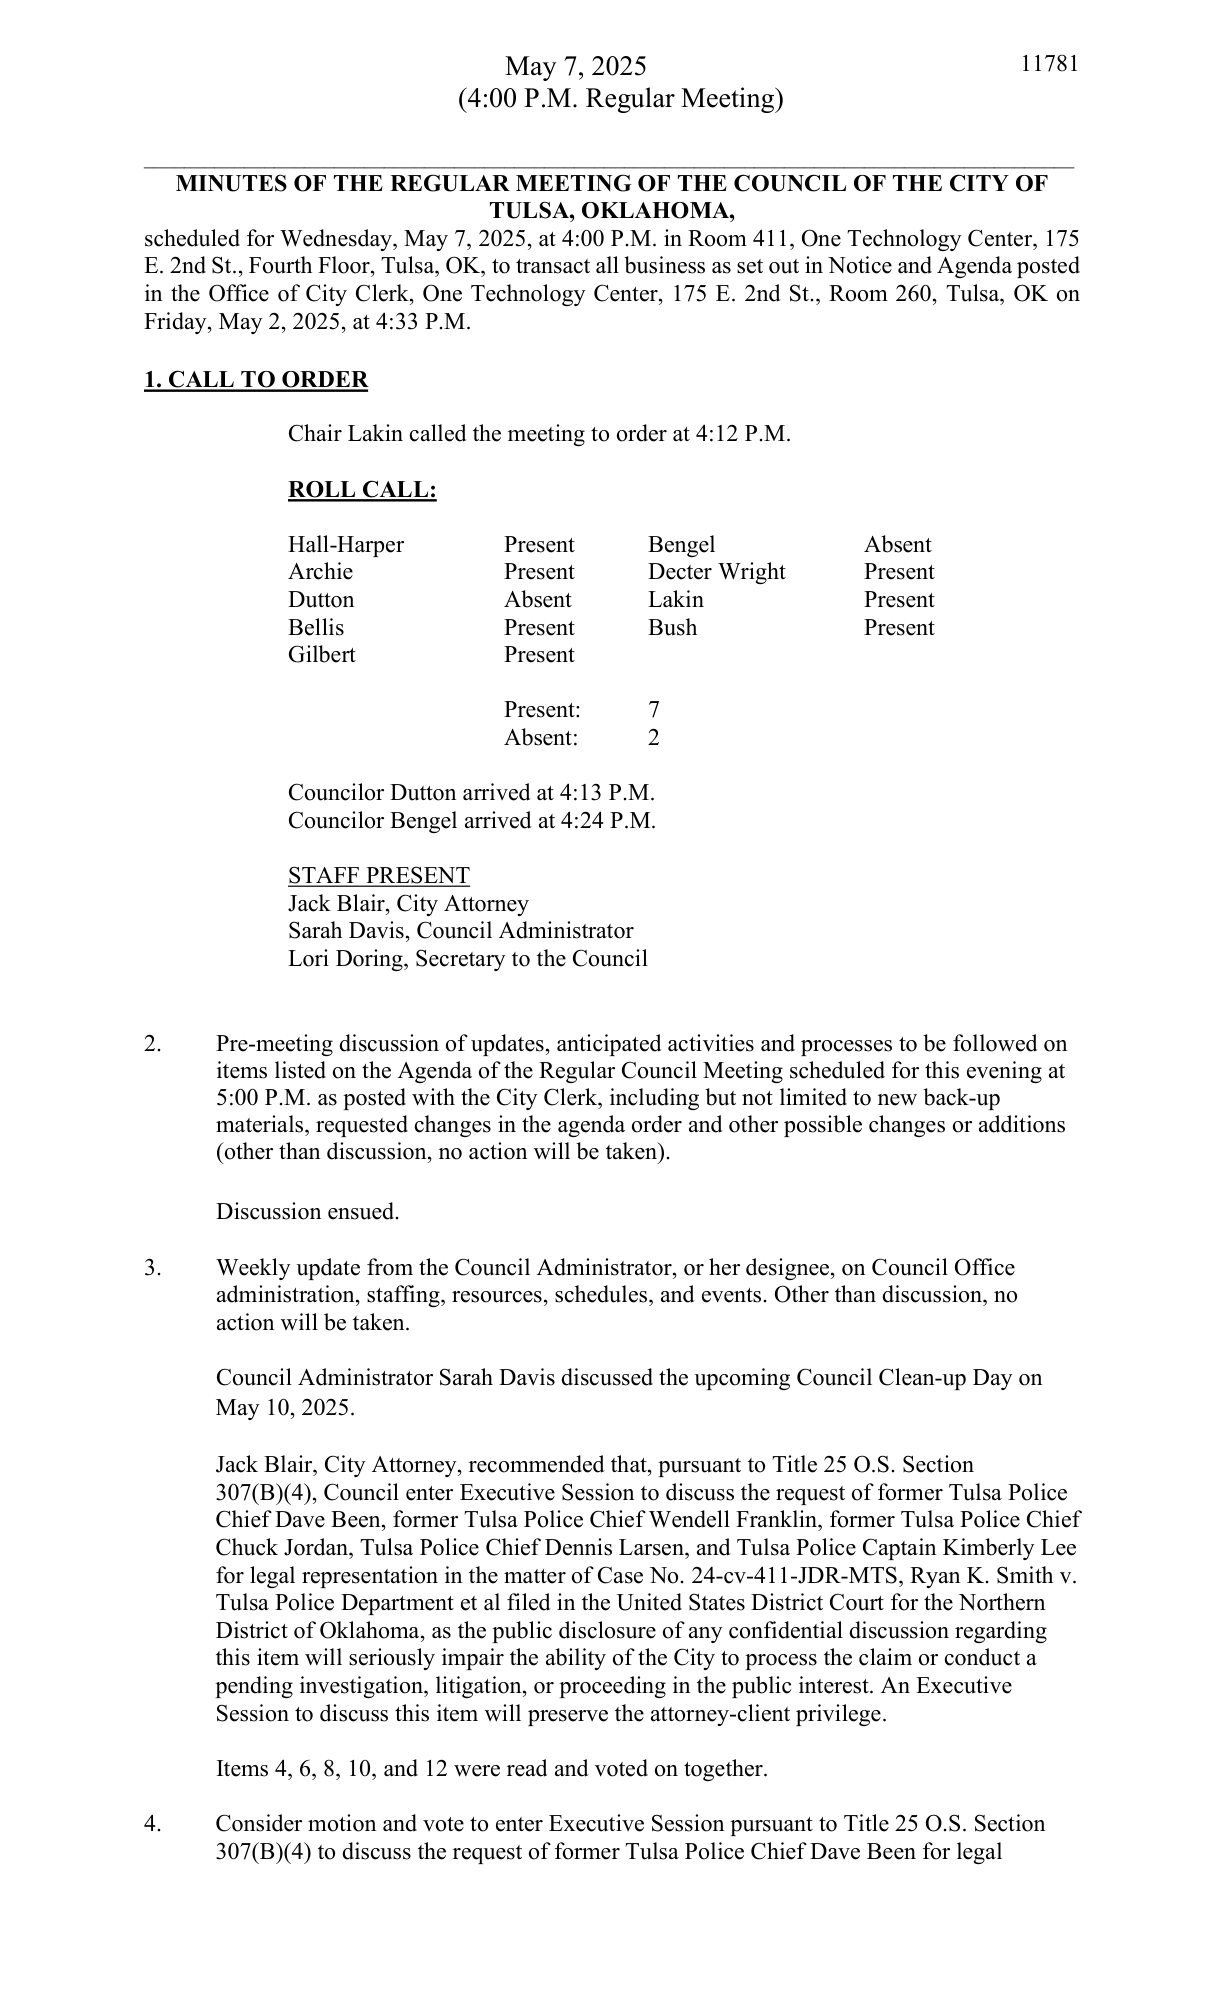 May 7, 2025 11781
(4:00 P.M. Regular Meeting)
MINUTES OF THE REGULAR MEETING OF THE COUNCIL OF THE CITY OF
TULSA, OKLAHOMA,
scheduled for Wednesday, May 7, 2025, at 4:00 P.M. in Room 411, One Technology Center, 175
E. 2nd St., Fourth Floor, Tulsa, OK, to transact all business as set out in Notice and Agenda posted
in the Office of City Clerk, One Technology Center, 175 E. 2nd St., Room 260, Tulsa, OK on
Friday, May 2, 2025, at 4:33 P.M.
1. CALL TO ORDER
Chair Lakin called the meeting to order at 4:12 P.M.
ROLL CALL:
Hall-Harper Present Bengel Absent
Archie Present Decter Wright Present
Dutton Absent Lakin Present
Bellis Present Bush Present
Gilbert Present
Present: 7
Absent: 2
Councilor Dutton arrived at 4:13 P.M.
Councilor Bengel arrived at 4:24 P.M.
STAFF PRESENT
Jack Blair, City Attorney
Sarah Davis, Council Administrator
Lori Doring, Secretary to the Council
2. Pre-meeting discussion of updates, anticipated activities and processes to be followed on
items listed on the Agenda of the Regular Council Meeting scheduled for this evening at
5:00 P.M. as posted with the City Clerk, including but not limited to new back-up
materials, requested changes in the agenda order and other possible changes or additions
(other than discussion, no action will be taken).
Discussion ensued.
3. Weekly update from the Council Administrator, or her designee, on Council Office
administration, staffing, resources, schedules, and events. Other than discussion, no
action will be taken.
Council Administrator Sarah Davis discussed the upcoming Council Clean-up Day on
May 10, 2025.
Jack Blair, City Attorney, recommended that, pursuant to Title 25 O.S. Section
307(B)(4), Council enter Executive Session to discuss the request of former Tulsa Police
Chief Dave Been, former Tulsa Police Chief Wendell Franklin, former Tulsa Police Chief
Chuck Jordan, Tulsa Police Chief Dennis Larsen, and Tulsa Police Captain Kimberly Lee
for legal representation in the matter of Case No. 24-cv-411-JDR-MTS, Ryan K. Smith v.
Tulsa Police Department et al filed in the United States District Court for the Northern
District of Oklahoma, as the public disclosure of any confidential discussion regarding
this item will seriously impair the ability of the City to process the claim or conduct a
pending investigation, litigation, or proceeding in the public interest. An Executive
Session to discuss this item will preserve the attorney-client privilege.
Items 4, 6, 8, 10, and 12 were read and voted on together.
4. Consider motion and vote to enter Executive Session pursuant to Title 25 O.S. Section
307(B)(4) to discuss the request of former Tulsa Police Chief Dave Been for legal